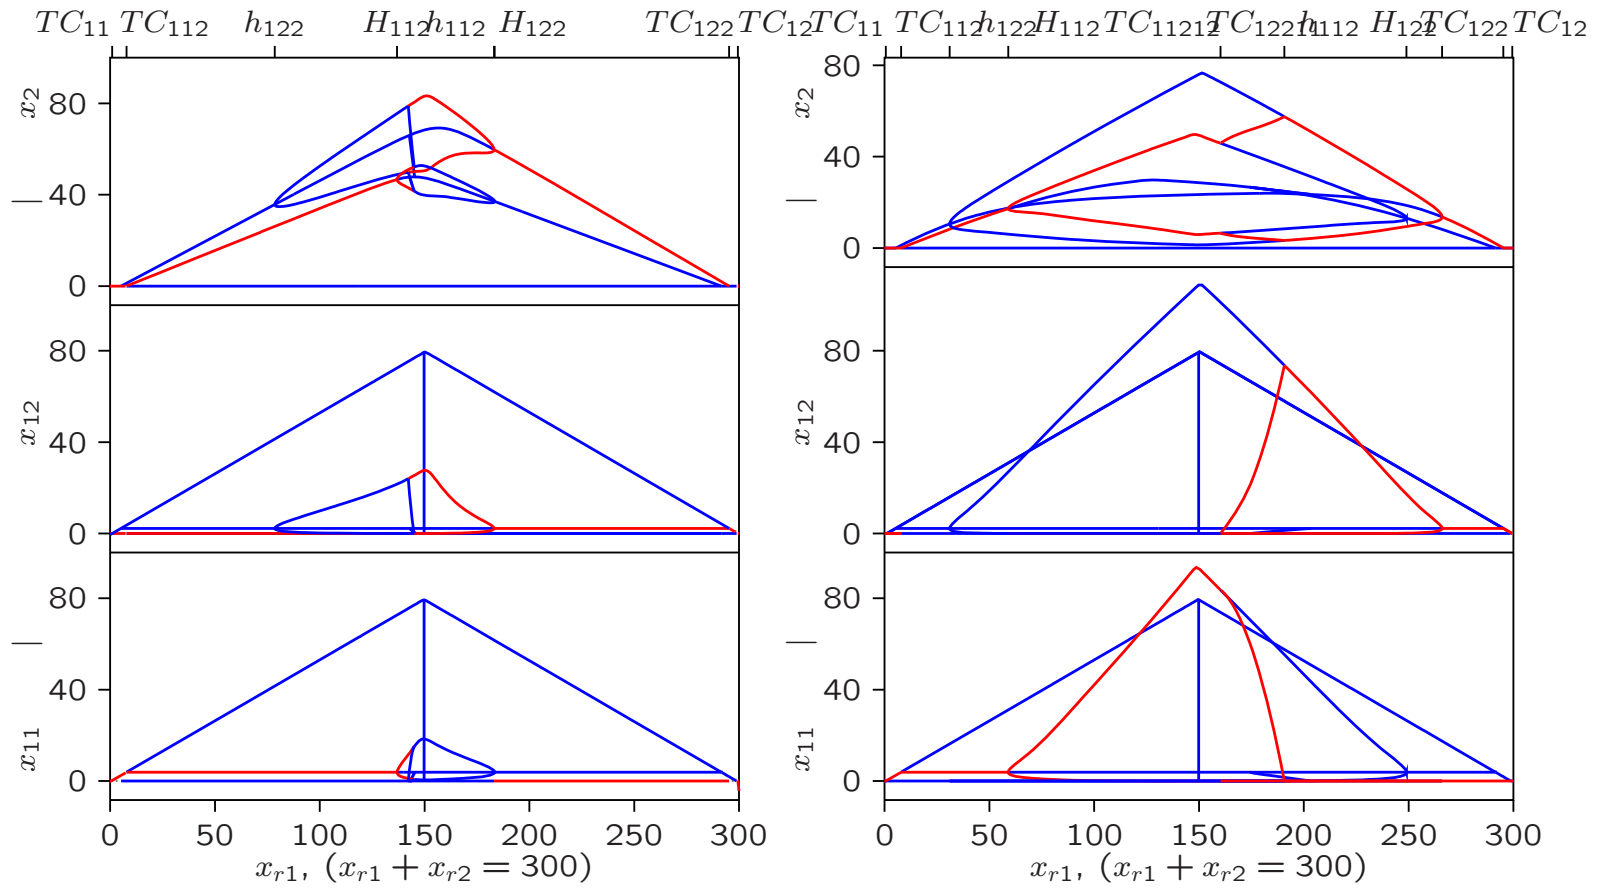 TC₁₁ TC₁₁₂ h₁₂₂ H₁₁₂ h₁₁₂ H₁₂₂ TC₁₂₂ TC₁₂
TC₁₁ TC₁₁₂ h₁₂₂ H₁₁₂ TC₁₁₂₁₂ TC₁₂₂₁₁ h₁₁₂ H₁₂₂ TC₁₂₂ TC₁₂
x₂
|
80
40
0
x₁₂
80
40
0
x₁₁
|
80
40
0
0 50 100 150 200 250 300
xᵣ₁, (xᵣ₁ + xᵣ₂ = 300)
x₂
|
80
40
0
x₁₂
80
40
0
x₁₁
|
80
40
0
0 50 100 150 200 250 300
xᵣ₁, (xᵣ₁ + xᵣ₂ = 300)